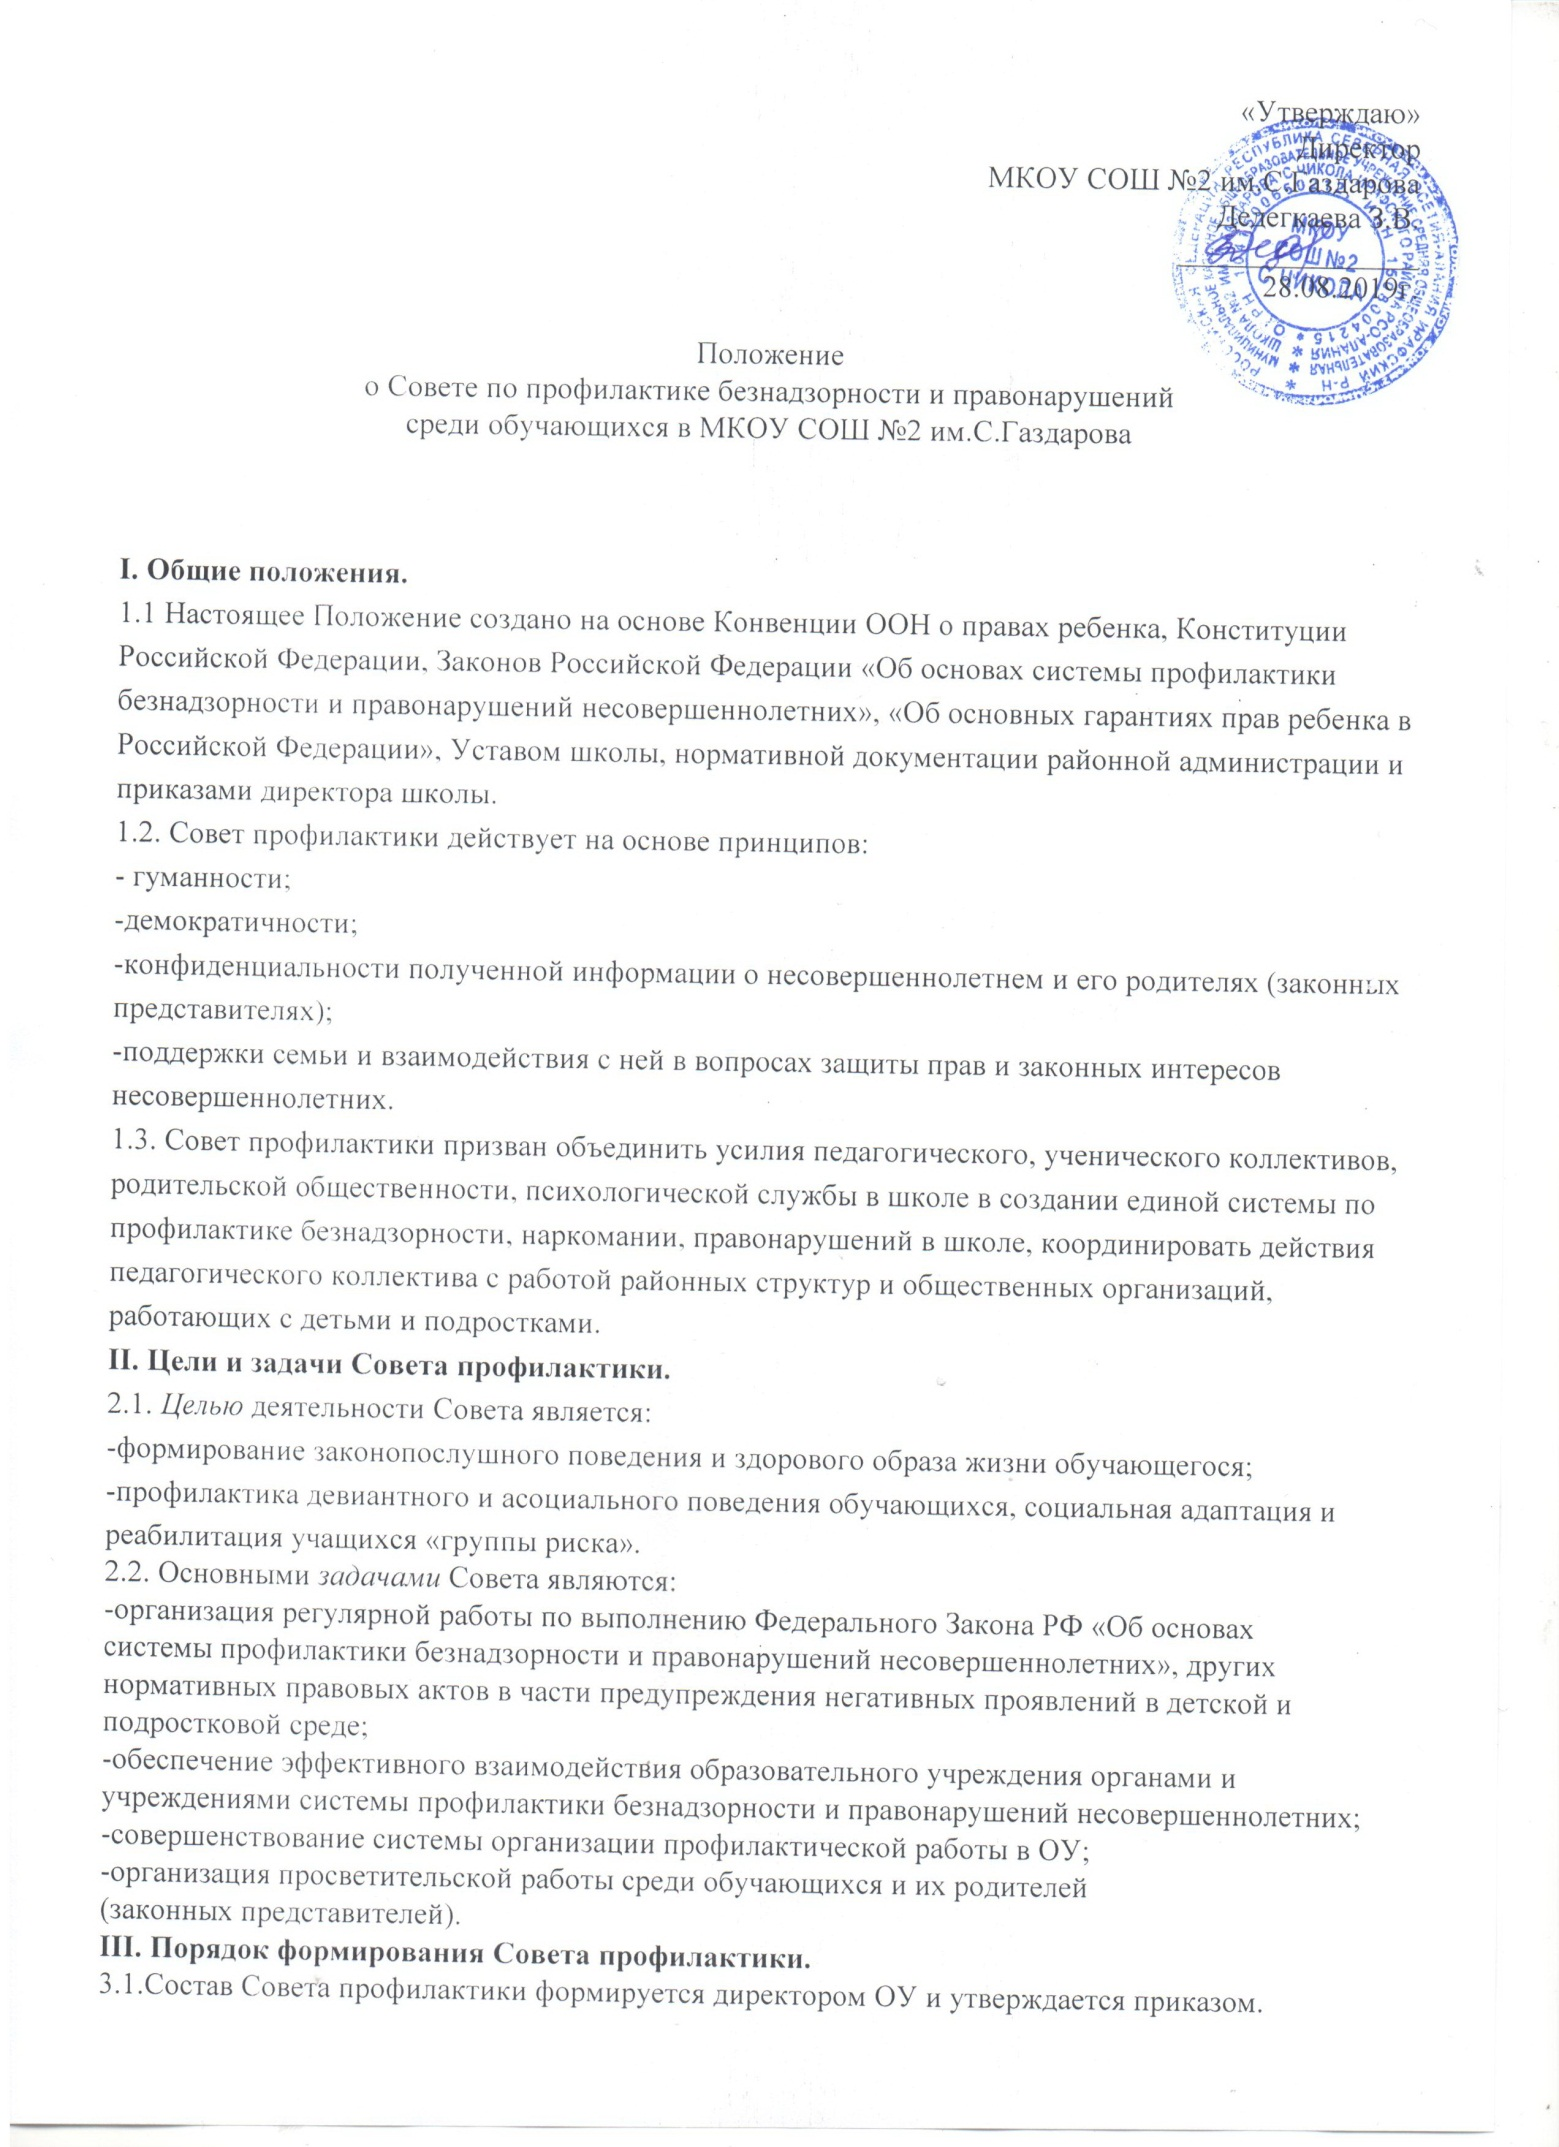 «Утверждаю»
Директор
МКОУ СОШ №2 им.С.Газдарова
Дедегкаева З.В.
28.08.2019г
МКОУ
СОШ №2
С. ЦИКОЛА
Положение
о Совете по профилактике безнадзорности и правонарушений
среди обучающихся в МКОУ СОШ №2 им.С.Газдарова
I. Общие положения.
1.1 Настоящее Положение создано на основе Конвенции ООН о правах ребенка, Конституции
Российской Федерации, Законов Российской Федерации «Об основах системы профилактики
безнадзорности и правонарушений несовершеннолетних», «Об основных гарантиях прав ребенка в
Российской Федерации», Уставом школы, нормативной документации районной администрации и
приказами директора школы.
1.2. Совет профилактики действует на основе принципов:
- гуманности;
-демократичности;
-конфиденциальности полученной информации о несовершеннолетнем и его родителях (законных
представителях);
-поддержки семьи и взаимодействия с ней в вопросах защиты прав и законных интересов
несовершеннолетних.
1.3. Совет профилактики призван объединить усилия педагогического, ученического коллективов,
родительской общественности, психологической службы в школе в создании единой системы по
профилактике безнадзорности, наркомании, правонарушений в школе, координировать действия
педагогического коллектива с работой районных структур и общественных организаций,
работающих с детьми и подростками.
II. Цели и задачи Совета профилактики.
2.1. Целью деятельности Совета является:
-формирование законопослушного поведения и здорового образа жизни обучающегося;
-профилактика девиантного и асоциального поведения обучающихся, социальная адаптация и
реабилитация учащихся «группы риска».
2.2. Основными задачами Совета являются:
-организация регулярной работы по выполнению Федерального Закона РФ «Об основах
системы профилактики безнадзорности и правонарушений несовершеннолетних», других
нормативных правовых актов в части предупреждения негативных проявлений в детской и
подростковой среде;
-обеспечение эффективного взаимодействия образовательного учреждения органами и
учреждениями системы профилактики безнадзорности и правонарушений несовершеннолетних;
-совершенствование системы организации профилактической работы в ОУ;
-организация просветительской работы среди обучающихся и их родителей
(законных представителей).
III. Порядок формирования Совета профилактики.
3.1.Состав Совета профилактики формируется директором ОУ и утверждается приказом.